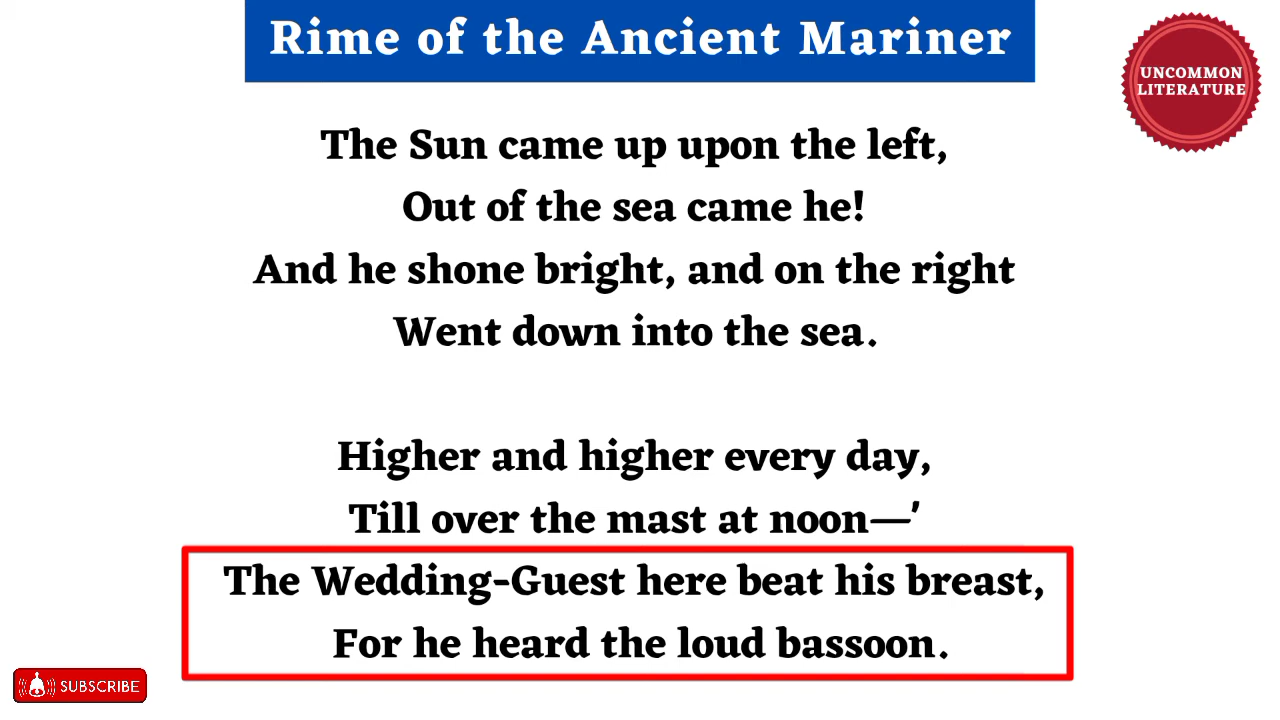 Rime of the Ancient Mariner
UNCOMMON
LITERATURE
The Sun came up upon the left,
Out of the sea came he!
And he shone bright, and on the right
Went down into the sea.
Higher and higher every day,
Till over the mast at noon—'
The Wedding-Guest here beat his breast,
For he heard the loud bassoon.
SUBSCRIBE